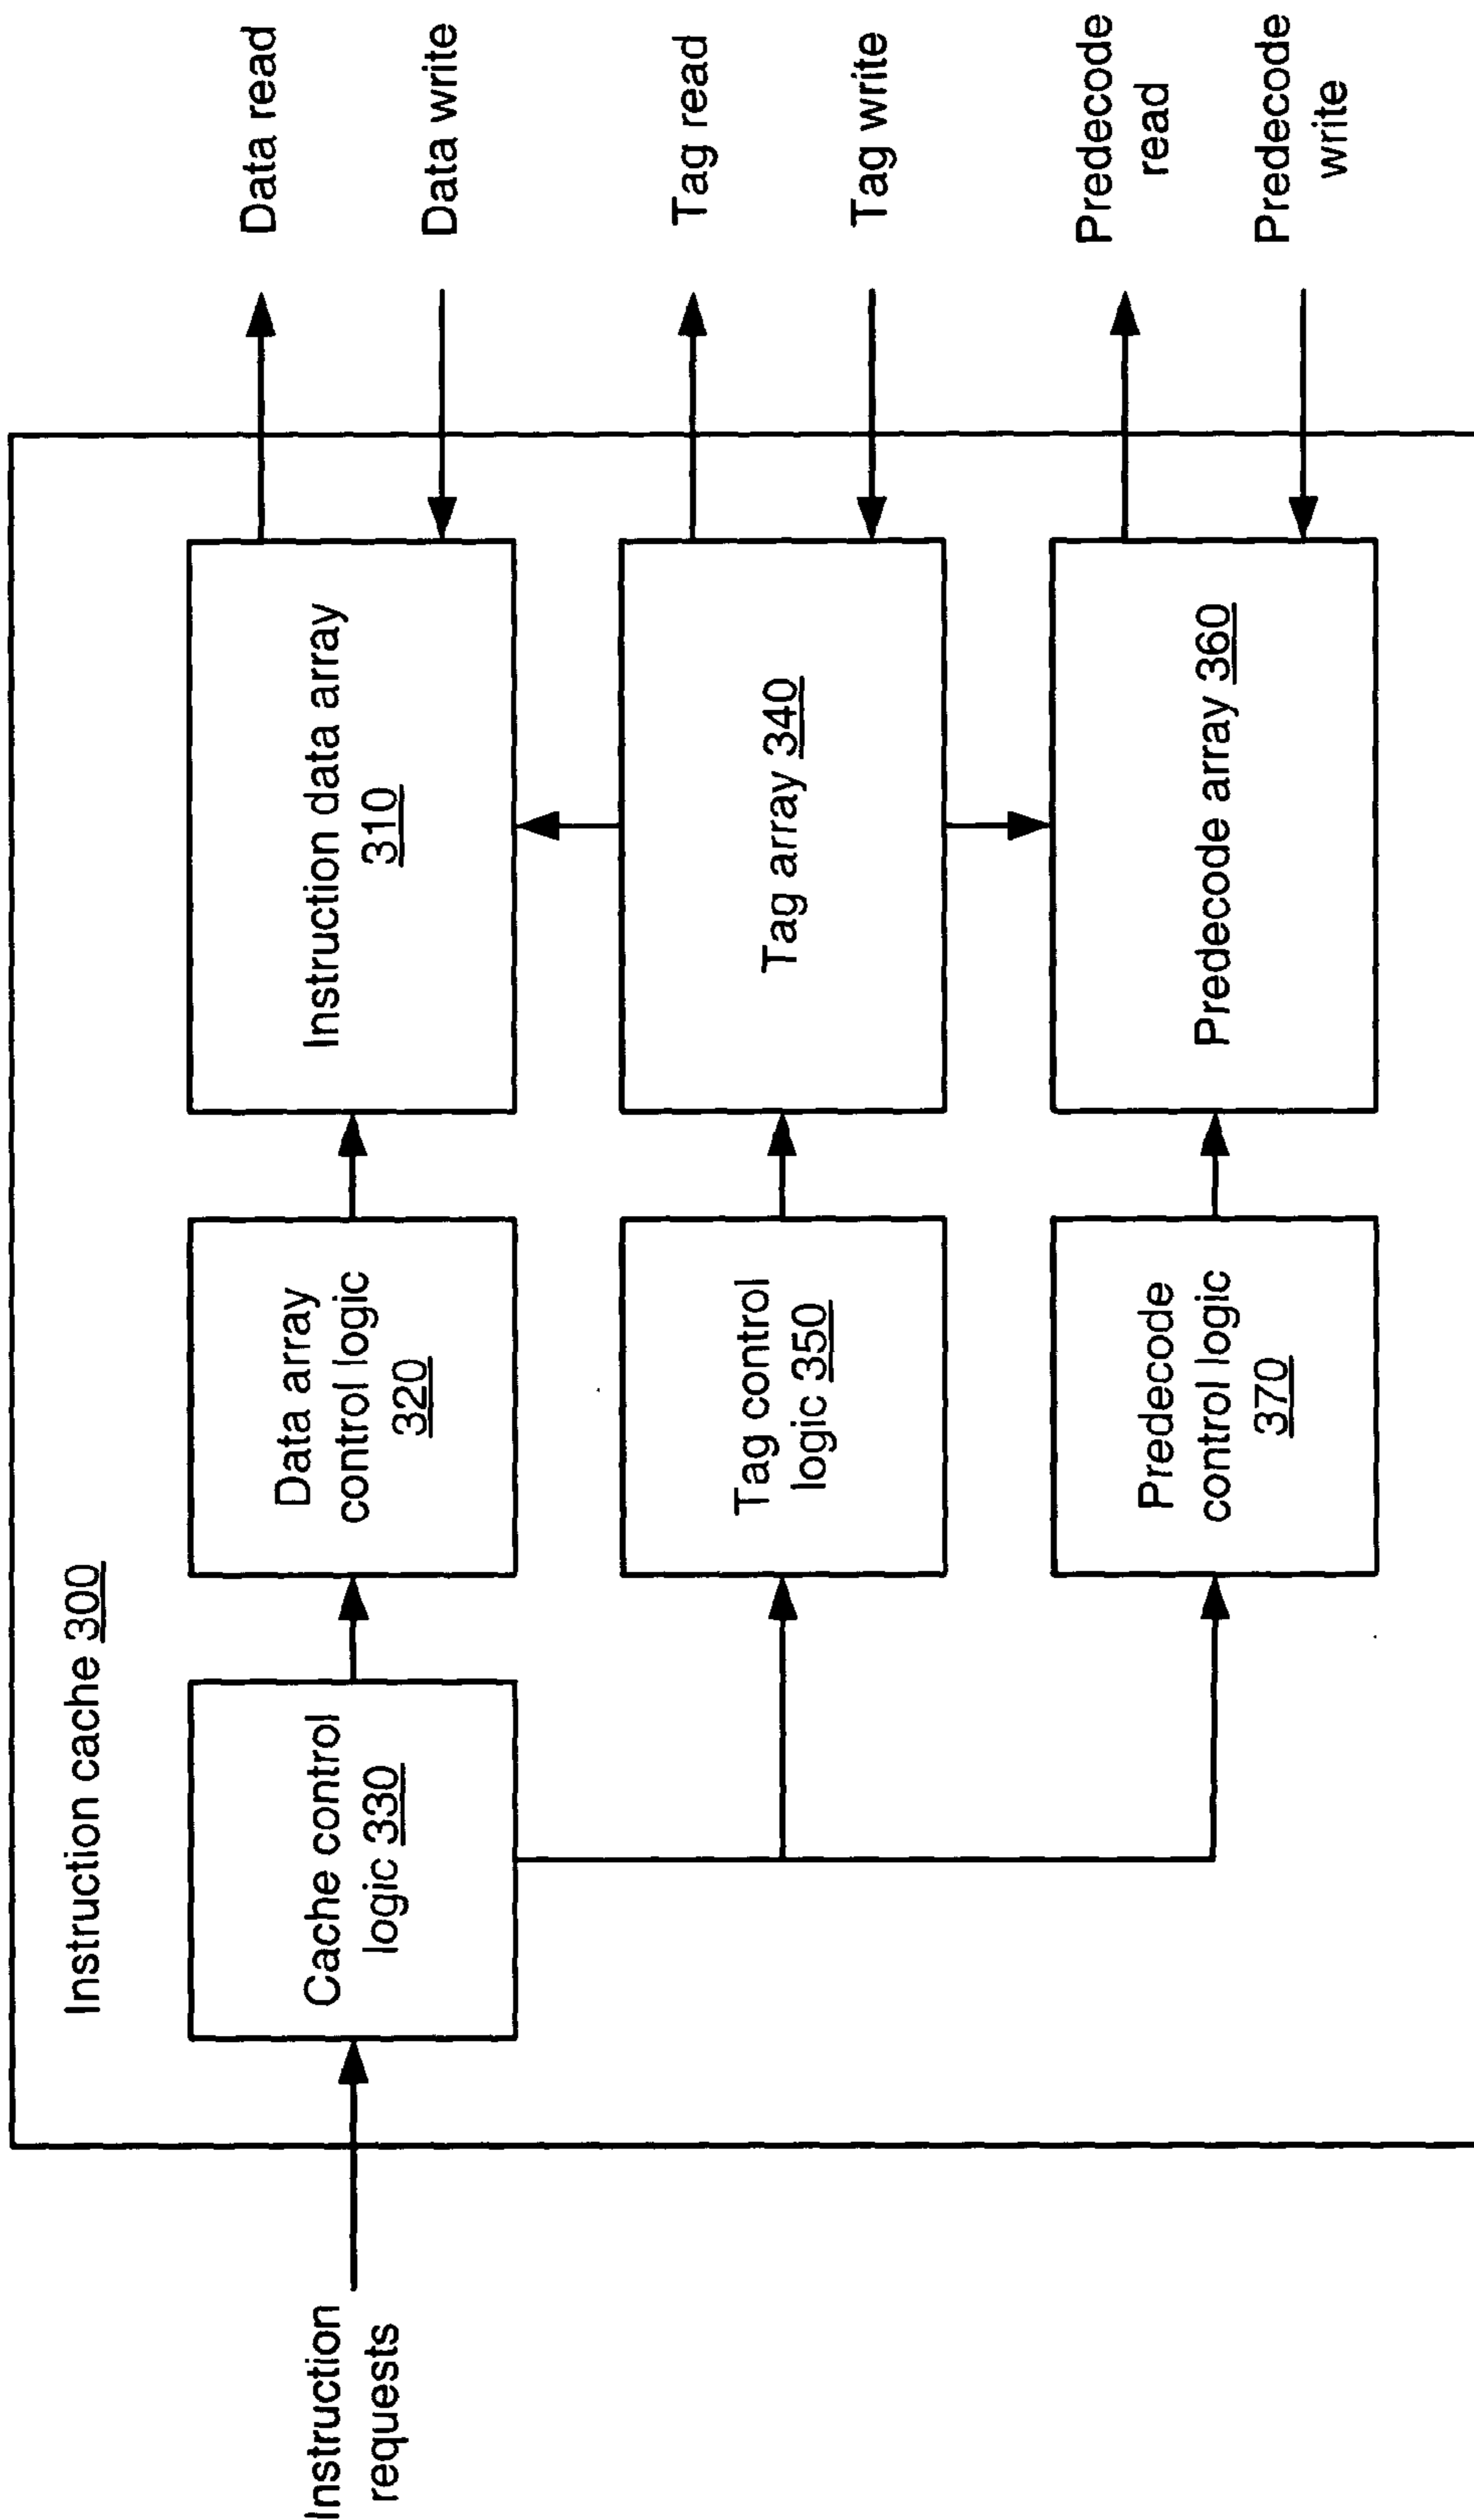 Instruction cache 300
Instruction
requests
Cache control
logic 330
Data array
control logic
320
Instruction data array
310
Data read
Data write
Tag control
logic 350
Tag array 340
Tag read
Tag write
Predecode
control logic
370
Predecode array 360
Predecode
read
Predecode
write